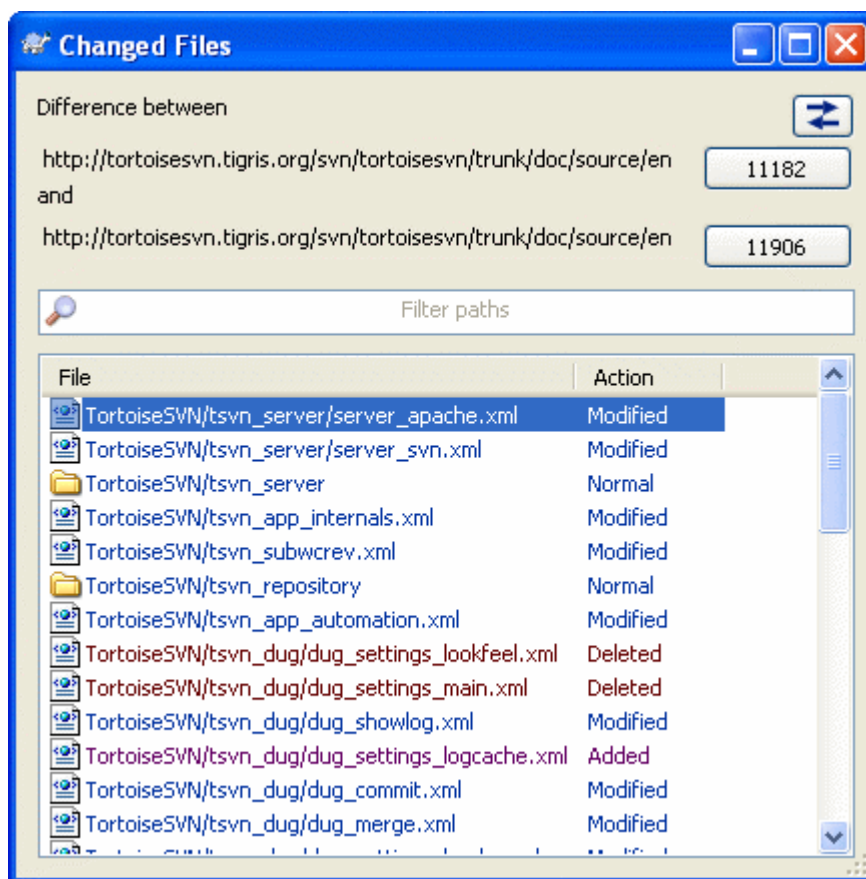 Changed Files
Difference between
http://tortoisesvn.tigris.org/svn/tortoisesvn/trunk/doc/source/en 11182
and
http://tortoisesvn.tigris.org/svn/tortoisesvn/trunk/doc/source/en 11906
Filter paths
File Action
TortoiseSVN/tsvn_server/server_apache.xml Modified
TortoiseSVN/tsvn_server/server_svn.xml Modified
TortoiseSVN/tsvn_server Normal
TortoiseSVN/tsvn_app_internals.xml Modified
TortoiseSVN/tsvn_subwcrev.xml Modified
TortoiseSVN/tsvn_repository Normal
TortoiseSVN/tsvn_app_automation.xml Modified
TortoiseSVN/tsvn_dug/dug_settings_lookfeel.xml Deleted
TortoiseSVN/tsvn_dug/dug_settings_main.xml Deleted
TortoiseSVN/tsvn_dug/dug_showlog.xml Modified
TortoiseSVN/tsvn_dug/dug_settings_logcache.xml Added
TortoiseSVN/tsvn_dug/dug_commit.xml Modified
TortoiseSVN/tsvn_dug/dug_merge.xml Modified